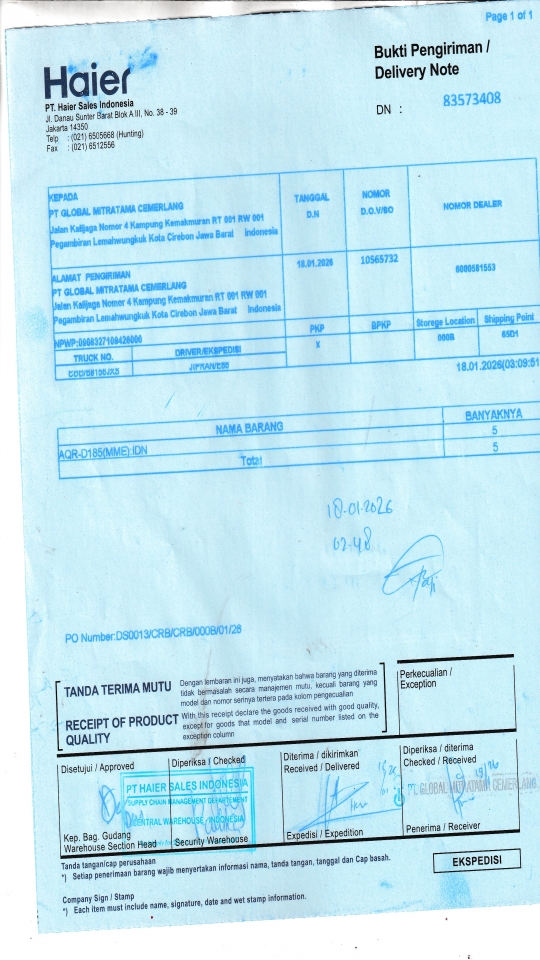 Page 1 of 1
Haier
PT. Haier Sales Indonesia
Jl. Danau Sunter Barat Blok A III, No. 38 - 39
Jakarta 14350
Telp : (021) 6505668 (Hunting)
Fax : (021) 6512556
Bukti Pengiriman /
Delivery Note
DN : 83573408
KEPADA
PT GLOBAL MITRATAMA CEMERLANG
Jalan Kalijaga Nomor 4 Kampung Kemakmuran RT 001 RW 001
Pegambiran Lemahwungkuk Kota Cirebon Jawa Barat Indonesia
TANGGAL
D.N
NOMOR
D.O.V/SO
NOMOR DEALER
ALAMAT PENGIRIMAN
PT GLOBAL MITRATAMA CEMERLANG
Jalan Kalijaga Nomor 4 Kampung Kemakmuran RT 001 RW 001
Pegambiran Lemahwungkuk Kota Cirebon Jawa Barat Indonesia
18.01.2026
10565732
6000581553
NPWP:0998327109426000
PKP
BPKP
Storege Location
Shipping Point
TRUCK NO.
DRIVER/EKSPEDISI
X
000B
65D1
18.01.2026(03:09:51
NAMA BARANG
BANYAKNYA
AQR-D185(MME):IDN
5
Total
5
18.01.2026
02.48
PO Number:DS0013/CRB/CRB/000B/01/26
TANDA TERIMA MUTU
Dengan lembaran ini juga, menyatakan bahwa barang yang diterima
tidak bermasalah secara manajemen mutu, kecuali barang yang
model dan nomor serinya tertera pada kolom pengecualian
RECEIPT OF PRODUCT
QUALITY
With this receipt declare the goods received with good quality,
except for goods that model and serial number listed on the
exception column
Perkecualian /
Exception
Disetujui / Approved
Diperiksa / Checked
Diterima / dikirimkan
Received / Delivered
Diperiksa / diterima
Checked / Received
PT HAIER SALES INDONESIA
SUPPLY CHAIN MANAGEMENT DEPARTEMENT
CENTRAL WAREHOUSE - INDONESIA
PT. GLOBAL MITRATAMA CEMERLANG
Kep. Bag. Gudang
Warehouse Section Head
Security Warehouse
Expedisi / Expedition
Penerima / Receiver
Tanda tangan/cap perusahaan
*) Setiap penerimaan barang wajib menyertakan informasi nama, tanda tangan, tanggal dan Cap basah.
EKSPEDISI
Company Sign / Stamp
*) Each item must include name, signature, date and wet stamp information.